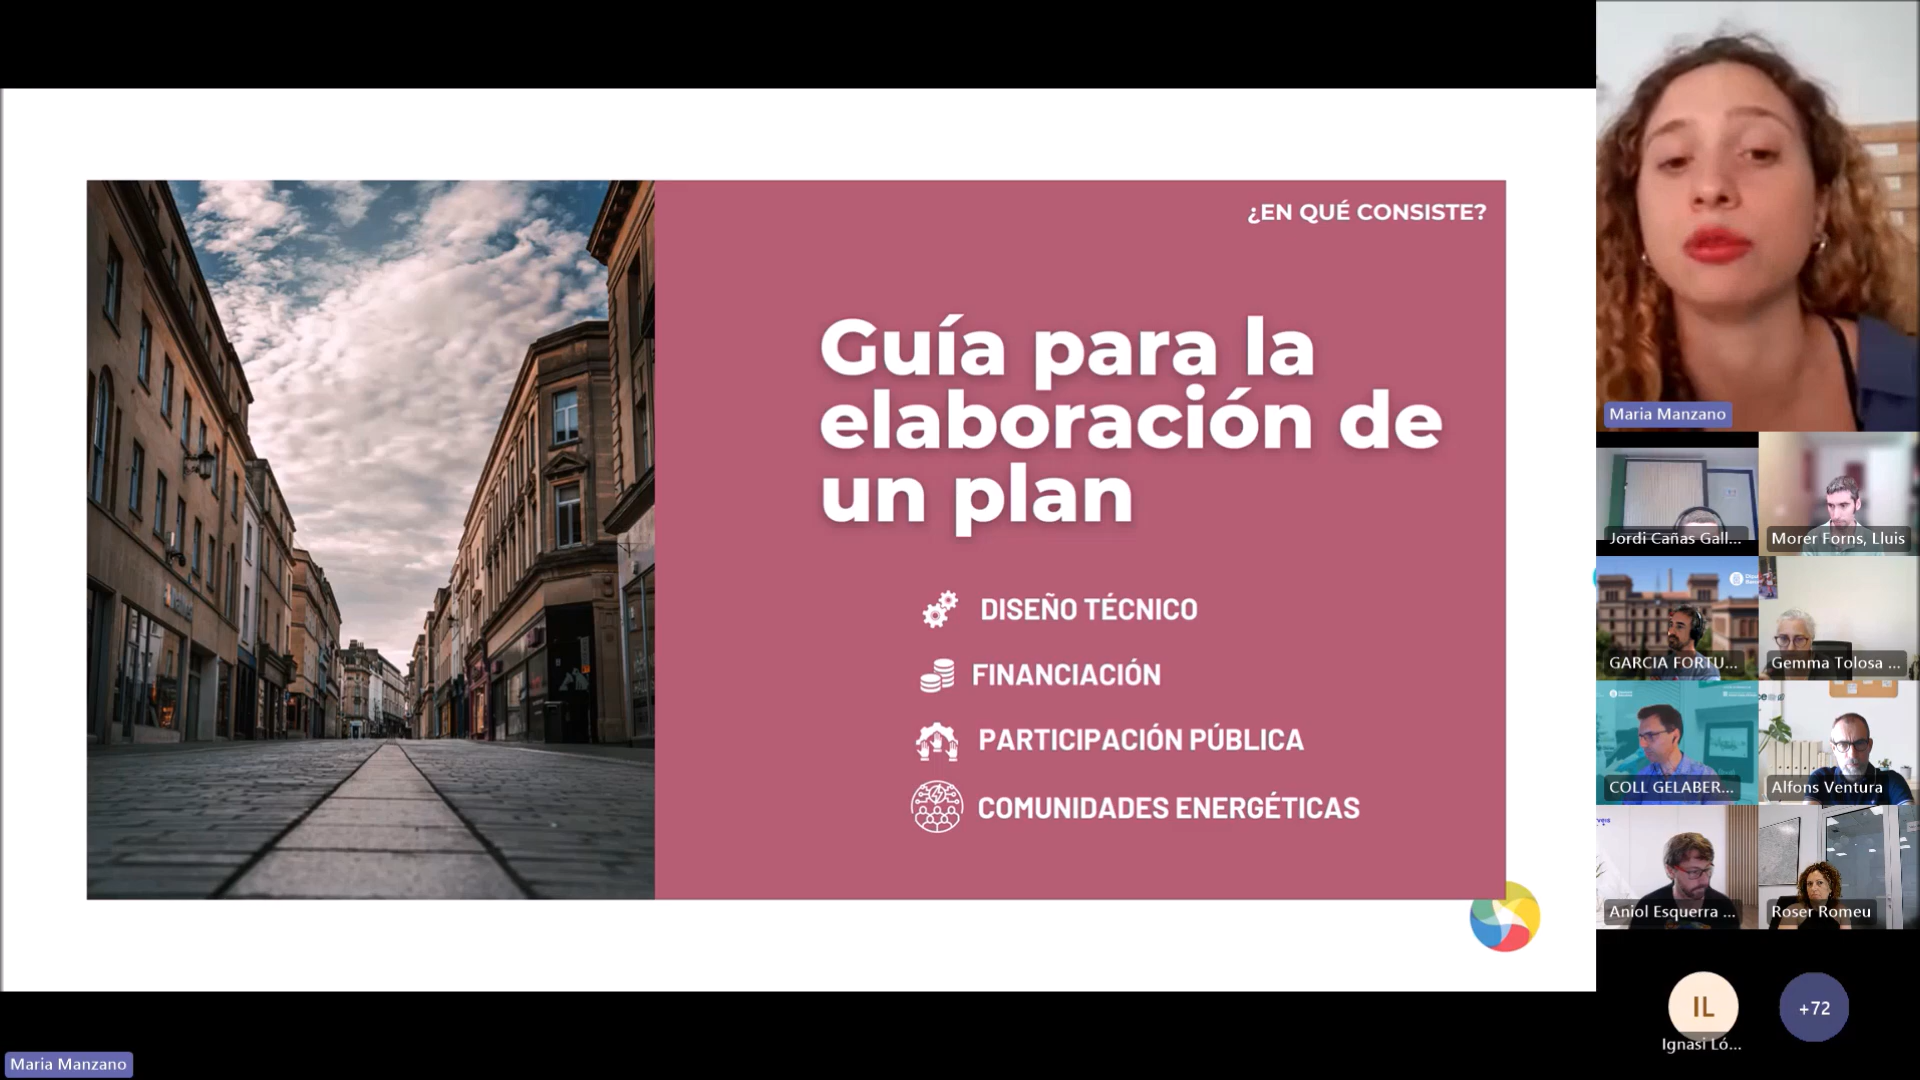 ¿EN QUÉ CONSISTE?
Guía para la
elaboración de
un plan
DISEÑO TÉCNICO
FINANCIACIÓN
PARTICIPACIÓN PÚBLICA
COMUNIDADES ENERGÉTICAS
Maria Manzano
Maria Manzano
Jordi Cañas Gall...
Morer Forns, Lluis
GARCIA FORTU...
Gemma Tolosa ...
COLL GELABER...
Alfons Ventura
Aniol Esquerra ...
Roser Romeu
IL
+72
Ignasi Ló...